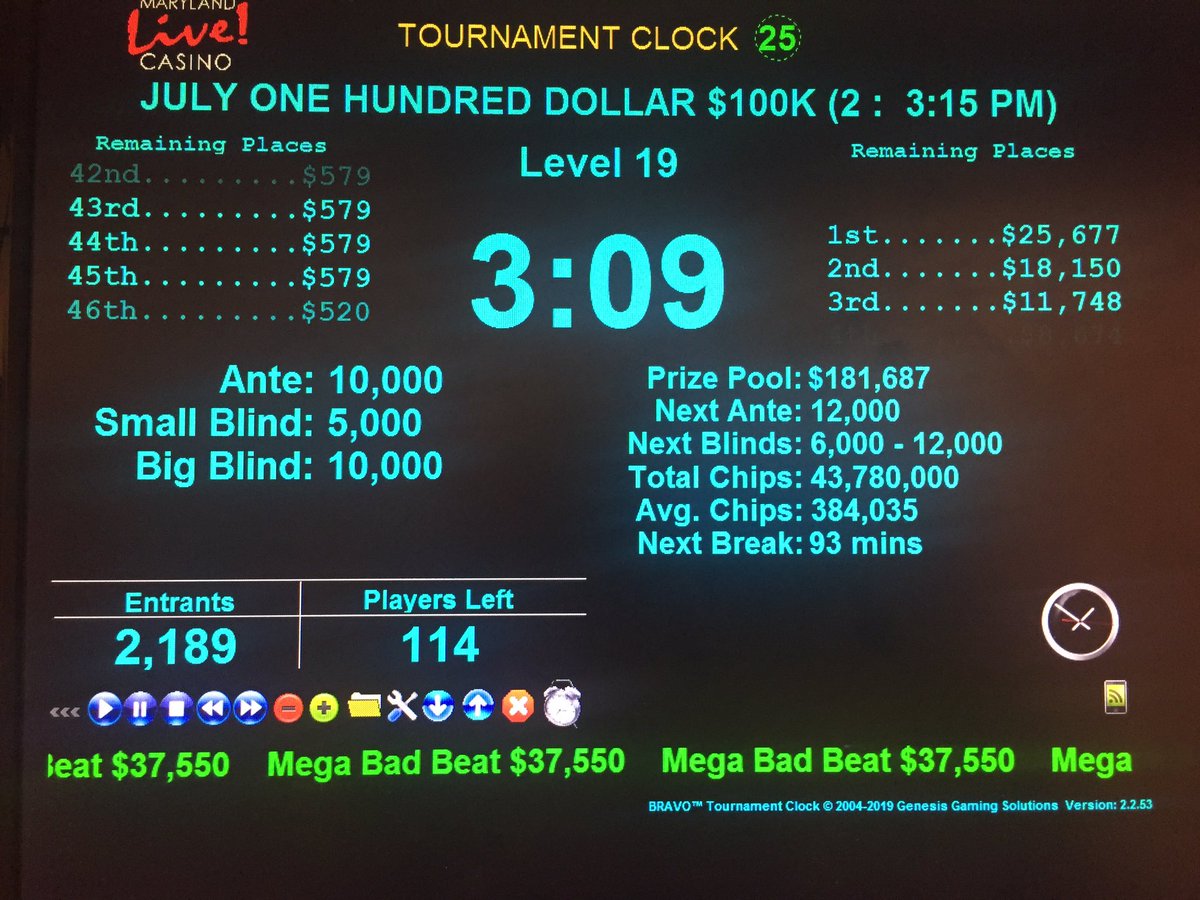 MARYLAND
Live!
CASINO
TOURNAMENT CLOCK 25
JULY ONE HUNDRED DOLLAR $100K (2 : 3:15 PM)
Remaining Places
42nd.........$579
43rd.........$579
44th.........$579
45th.........$579
46th.........$520
Level 19
3:09
Remaining Places
1st.......$25,677
2nd.......$18,150
3rd.......$11,748
Ante: 10,000
Small Blind: 5,000
Big Blind: 10,000
Prize Pool: $181,687
Next Ante: 12,000
Next Blinds: 6,000 - 12,000
Total Chips: 43,780,000
Avg. Chips: 384,035
Next Break: 93 mins
Entrants
2,189
Players Left
114
Beat $37,550 Mega Bad Beat $37,550 Mega Bad Beat $37,550 Mega
BRAVO™ Tournament Clock © 2004-2019 Genesis Gaming Solutions Version: 2.2.53